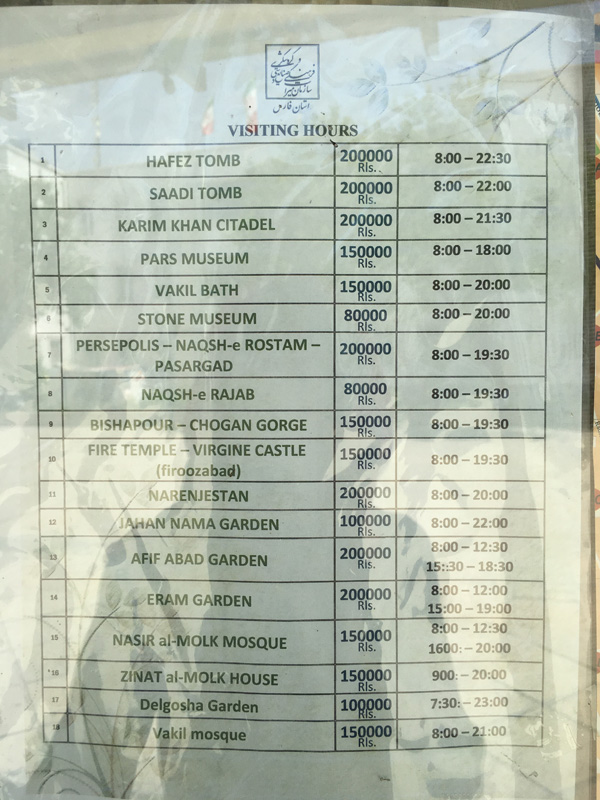 استان فارس
VISITING HOURS
1 HAFEZ TOMB 200000 Rls.. 8:00 – 22:30
2 SAADI TOMB 200000 Rls. 8:00 – 22:00
3 KARIM KHAN CITADEL 200000 Rls. 8:00 – 21:30
4 PARS MUSEUM 150000 Rls. 8:00 – 18:00
5 VAKIL BATH 150000 Rls. 8:00 – 20:00
6 STONE MUSEUM 80000 Rls. 8:00 – 20:00
7 PERSEPOLIS – NAQSH-e ROSTAM –
PASARGAD 200000 Rls. 8:00 – 19:30
8 NAQSH-e RAJAB 80000 Rls. 8:00 – 19:30
9 BISHAPOUR – CHOGAN GORGE 150000 Rls. 8:00 – 19:30
10 FIRE TEMPLE – VIRGINE CASTLE
(firoozabad) 150000 Rls. 8:00 – 19:30
11 NARENJESTAN 200000 Rls. 8:00 – 20:00
12 JAHAN NAMA GARDEN 100000 Rls. 8:00 – 22:00
13 AFIF ABAD GARDEN 200000 Rls. 8:00 – 12:30
15::30 – 18:30
14 ERAM GARDEN 200000 Rls. 8:00 – 12:00
15:00 – 19:00
15 NASIR al-MOLK MOSQUE 150000 Rls. 8:00 – 12:30
1600: – 20:00
16 ZINAT al-MOLK HOUSE 150000 Rls. 900: – 20:00
17 Delgosha Garden 100000 Rls. 7:30: – 23:00
18 Vakil mosque 150000 Rls. 8:00 – 21:00